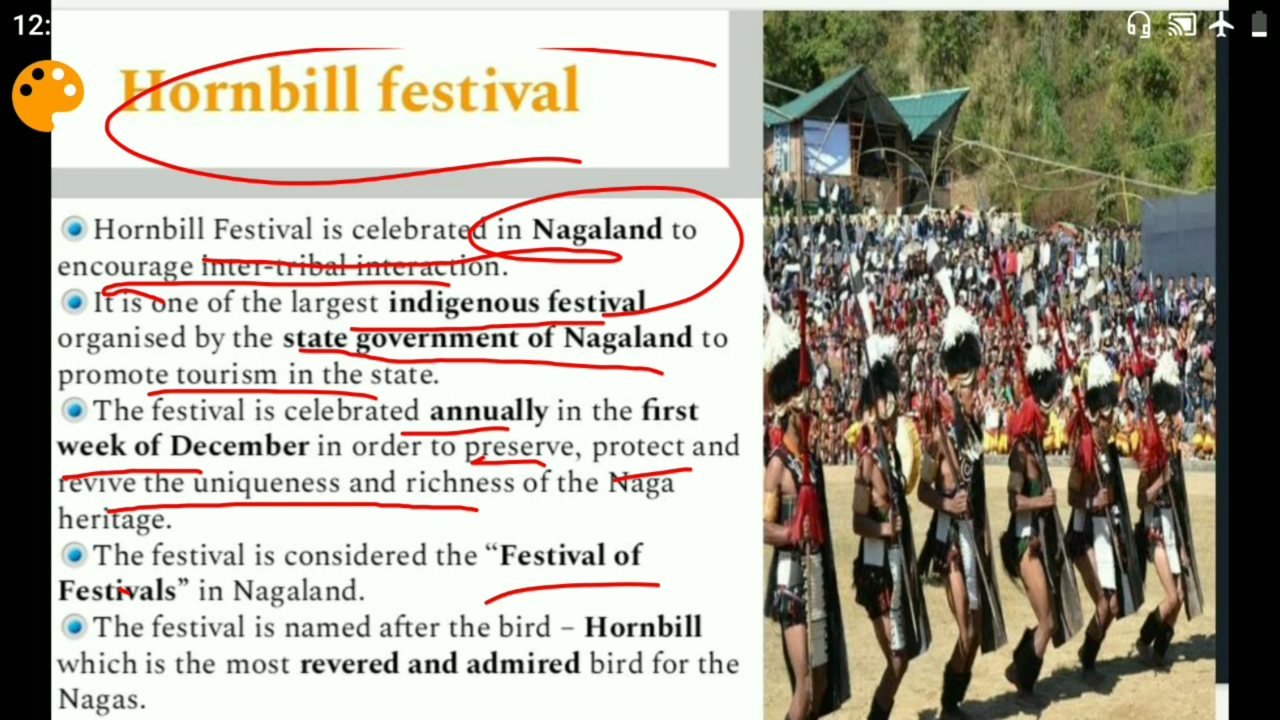 12:
Hornbill festival
Hornbill Festival is celebrated in Nagaland to
encourage inter-tribal interaction.
It is one of the largest indigenous festival
organised by the state government of Nagaland to
promote tourism in the state.
The festival is celebrated annually in the first
week of December in order to preserve, protect and
revive the uniqueness and richness of the Naga
heritage.
The festival is considered the “Festival of
Festivals” in Nagaland.
The festival is named after the bird – Hornbill
which is the most revered and admired bird for the
Nagas.